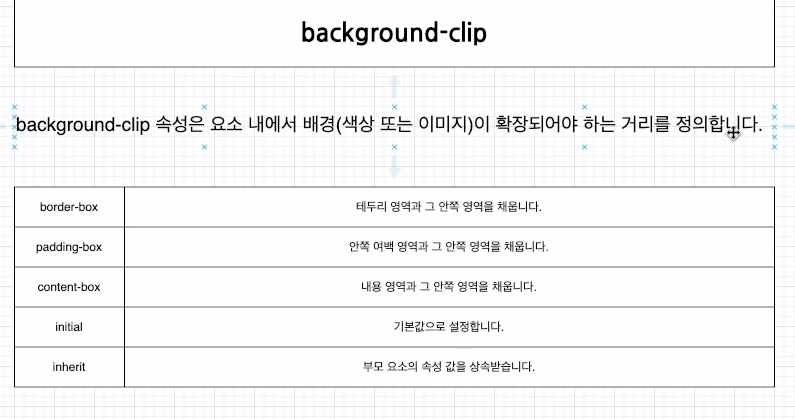 background-clip
background-clip 속성은 요소 내에서 배경(색상 또는 이미지)이 확장되어야 하는 거리를 정의합니다.
border-box 테두리 영역과 그 안쪽 영역을 채웁니다.
padding-box 안쪽 여백 영역과 그 안쪽 영역을 채웁니다.
content-box 내용 영역과 그 안쪽 영역을 채웁니다.
initial 기본값으로 설정합니다.
inherit 부모 요소의 속성 값을 상속받습니다.